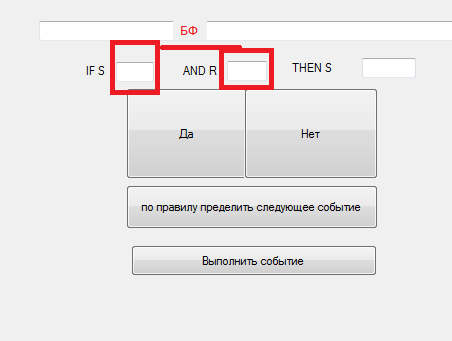 БФ
IF S AND R THEN S
Да Нет
по правилу пределить следующее событие
Выполнить событие